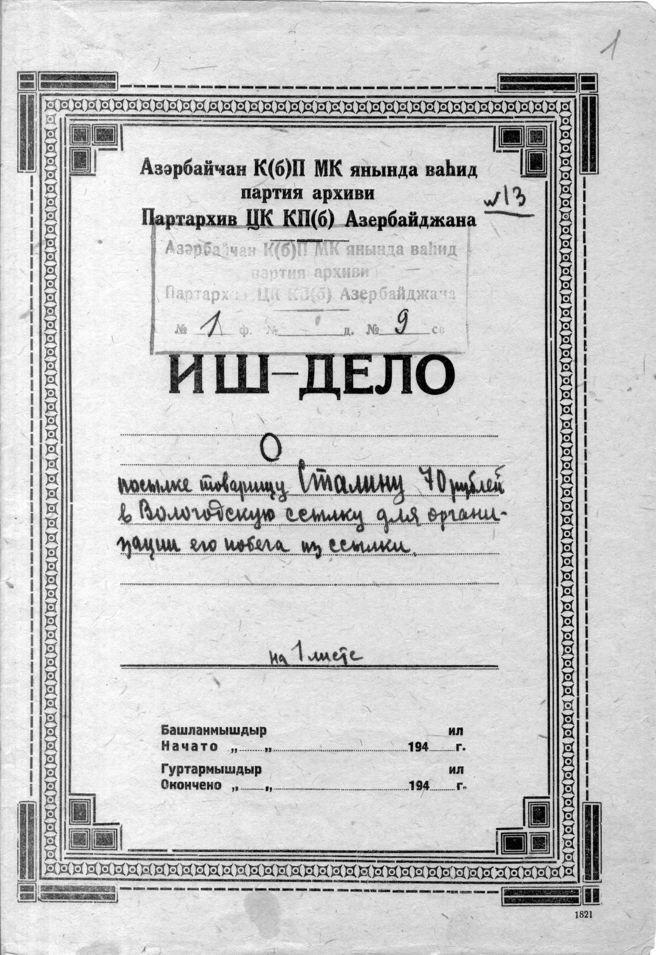 1
Азәрбайҹан К(б)П МК янында ваһид
партия архиви
Партархив ЦК КП(б) Азербайджана
№13
Азәрбайҹан К(б)П МК янында ваһид
партия архиви
Партархив ЦК КП(б) Азербайджана
№ 1 ф. № д. № 9 св
ИШ–ДЕЛО
О
посылке товарищу Сталину 70 рублей
в Вологодскую ссылку для органи-
зации его побега из ссылки.
на 1 листе
Башланмышдыр ил
Начато „ „ 194 г.
Гуртармышдыр ил
Окончено „ „ 194 г.
1821